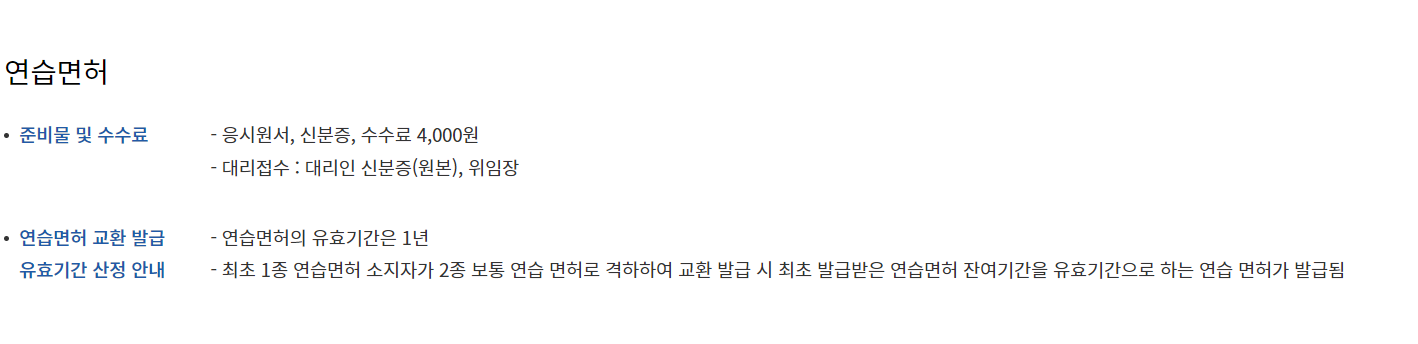 연습면허
• 준비물 및 수수료 - 응시원서, 신분증, 수수료 4,000원
- 대리접수 : 대리인 신분증(원본), 위임장
• 연습면허 교환 발급 - 연습면허의 유효기간은 1년
유효기간 산정 안내 - 최초 1종 연습면허 소지자가 2종 보통 연습 면허로 격하하여 교환 발급 시 최초 발급받은 연습면허 잔여기간을 유효기간으로 하는 연습 면허가 발급됨